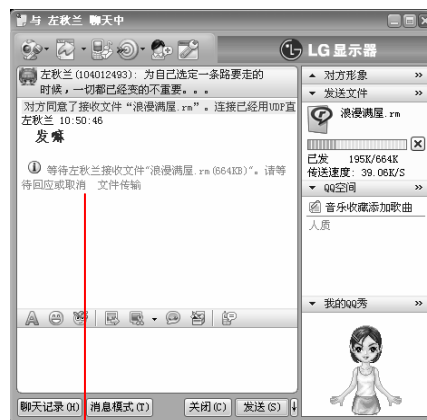 与 左秋兰 聊天中
LG 显示器
左秋兰(104012493): 为自己选定一条路要走的
时候，一切都已经变的不重要。。。
对方同意了接收文件“浪漫满屋.rm”。连接已经用UDP直
左秋兰 10:50:46
发嘛
等待左秋兰接收文件“浪漫满屋.rm(664KB)”。请等
待回应或取消 文件传输
聊天记录(H) 消息模式(T) 关闭(C) 发送(S)
对方形象
发送文件
浪漫满屋.rm
已发 195K/664K
传送速度: 39.06K/S
QQ空间
音乐收藏添加歌曲
人质
我的QQ秀